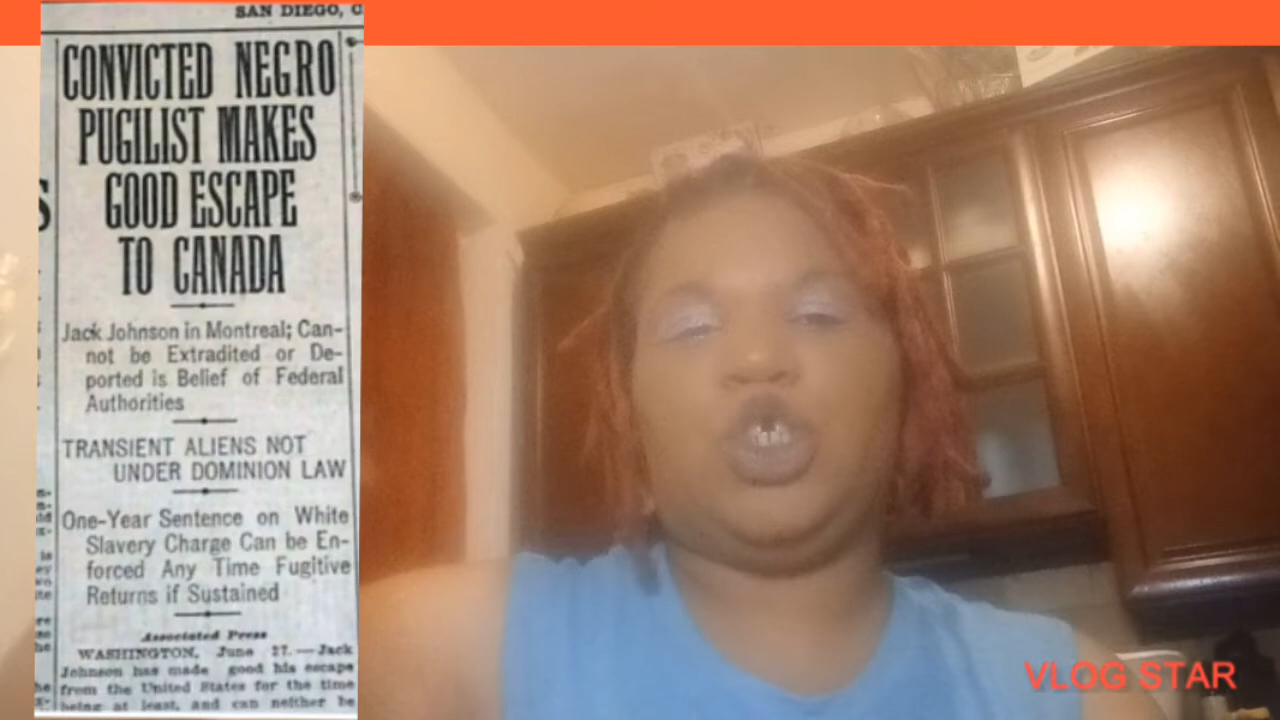 SAN DIEGO, C
CONVICTED NEGRO
PUGILIST MAKES
GOOD ESCAPE
TO CANADA
Jack Johnson in Montreal; Can-
not be Extradited or De-
ported is Belief of Federal
Authorities
TRANSIENT ALIENS NOT
UNDER DOMINION LAW
One-Year Sentence on White
Slavery Charge Can be En-
forced Any Time Fugitive
Returns if Sustained
Associated Press
WASHINGTON, June 27.—Jack
Johnson has made good his escape
from the United States for the time
being at least, and can neither be
VLOG STAR